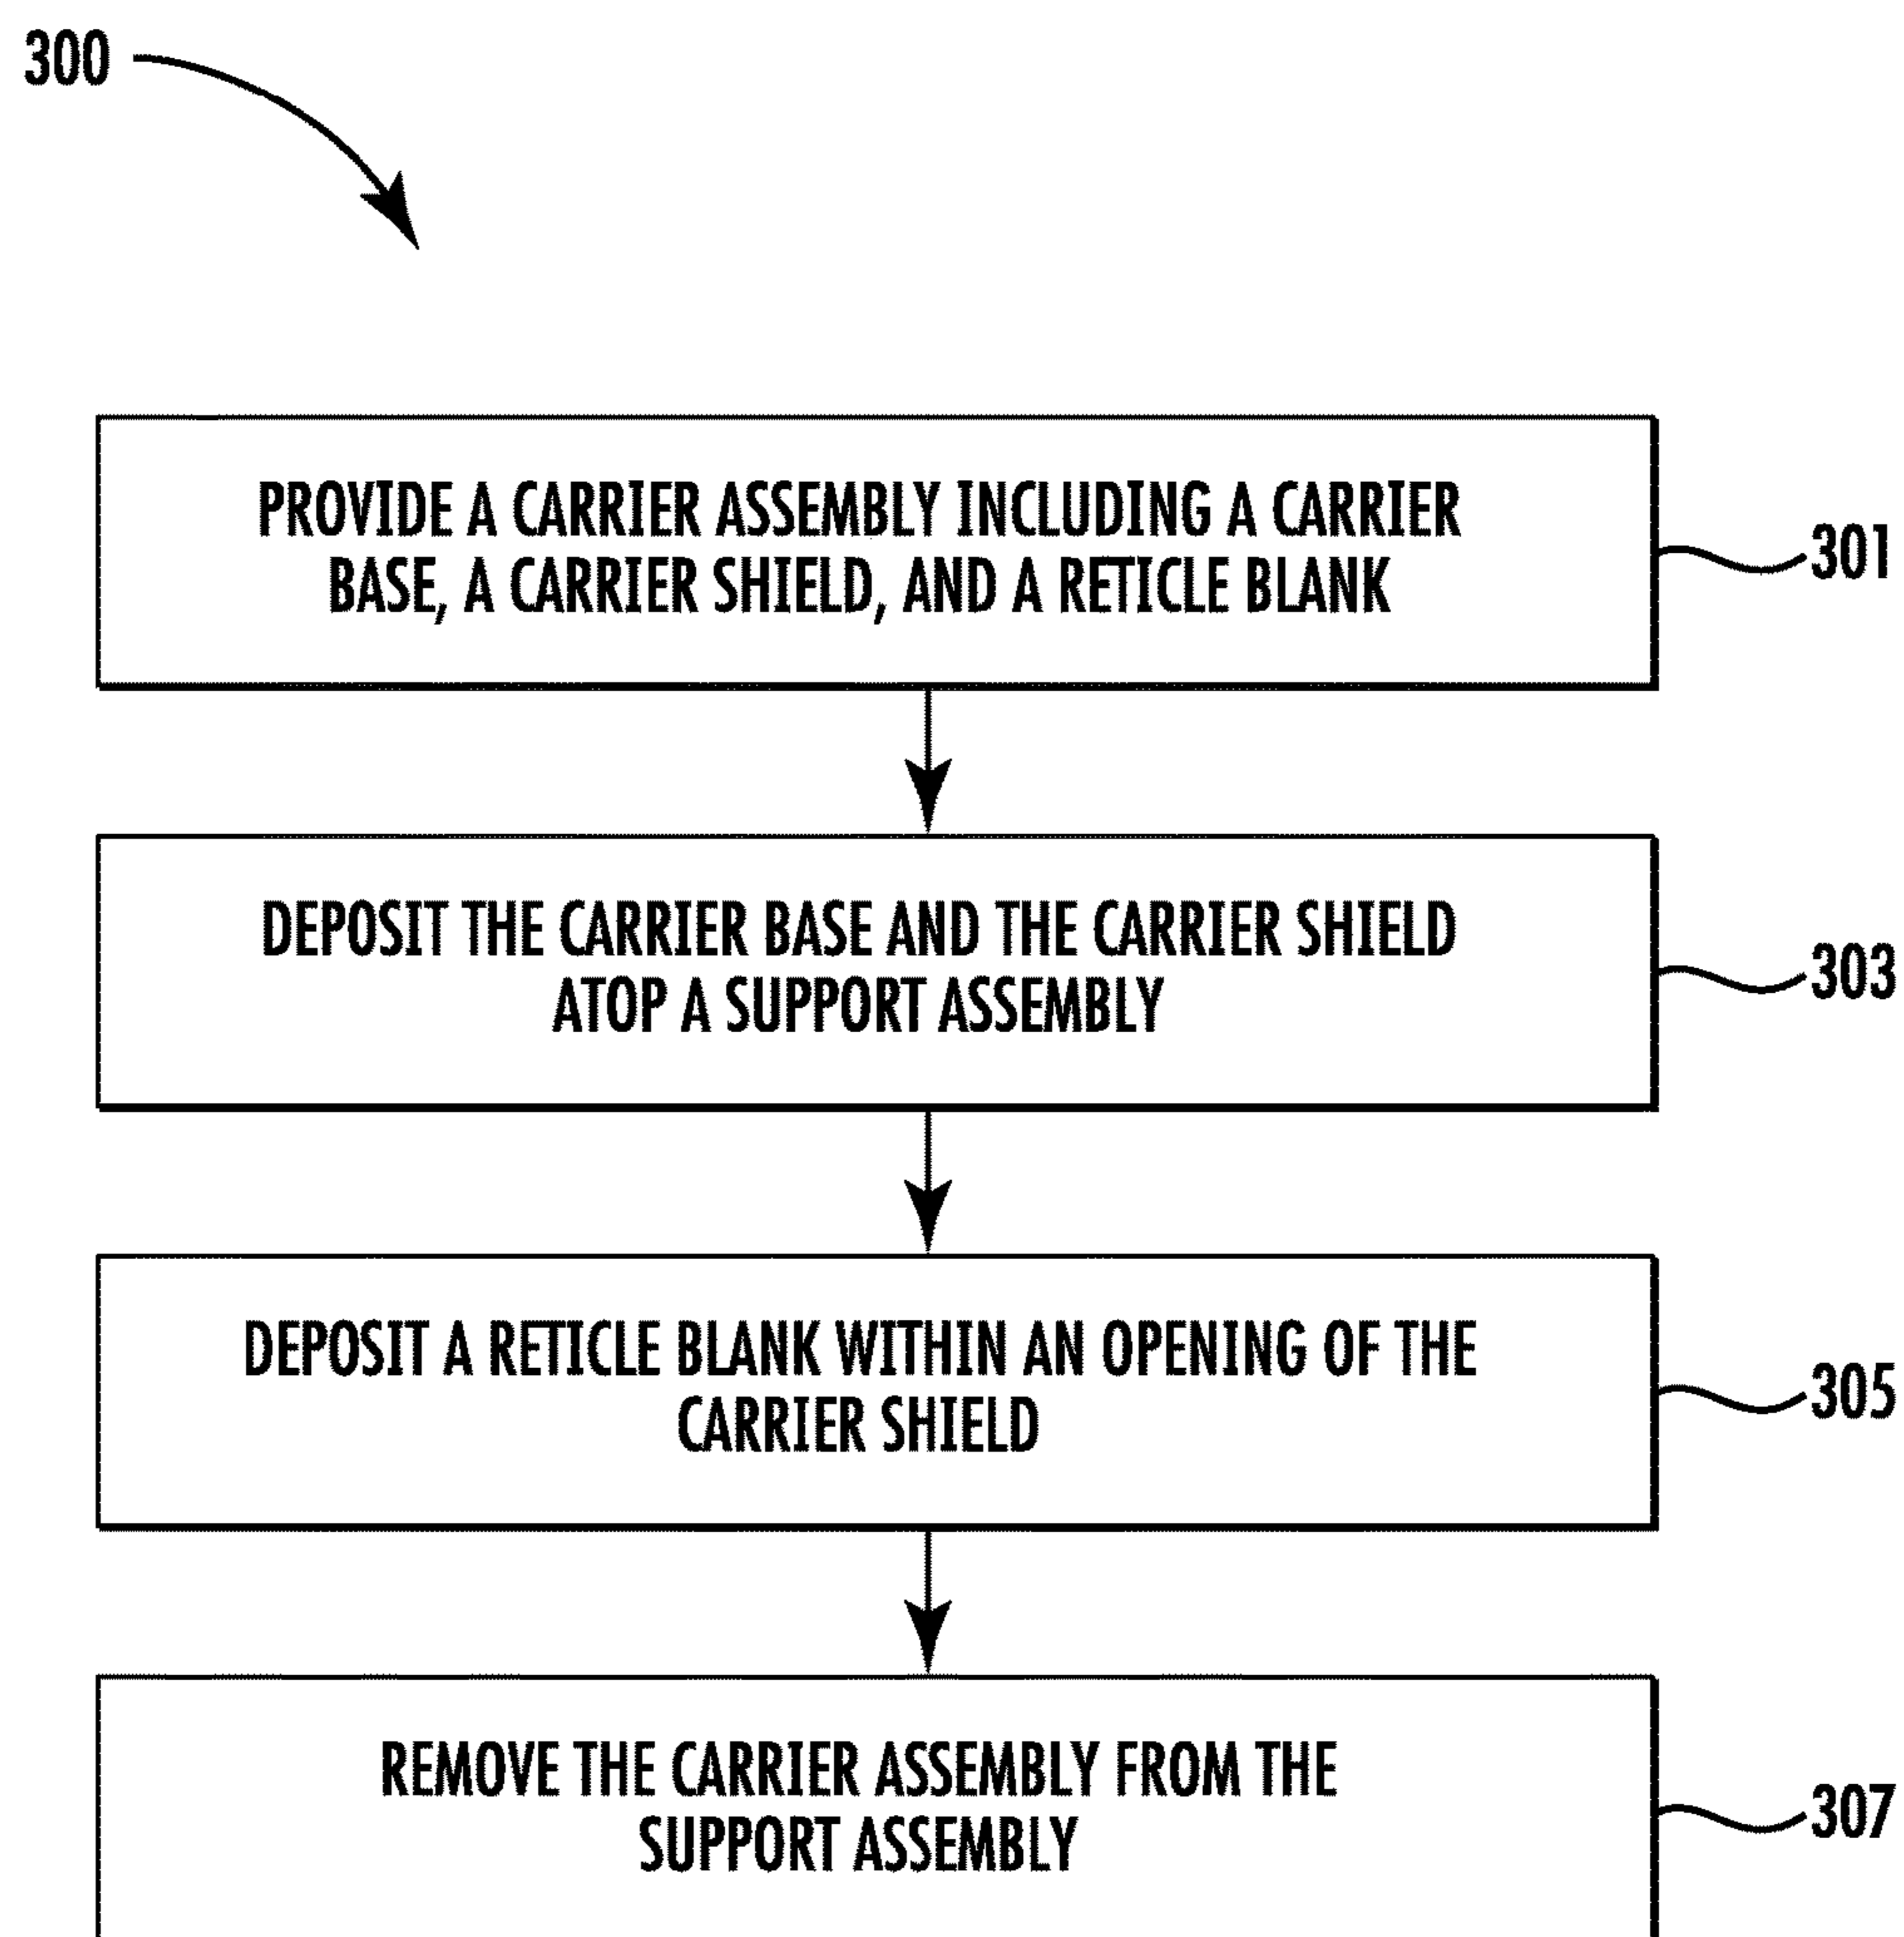 300
PROVIDE A CARRIER ASSEMBLY INCLUDING A CARRIER
BASE, A CARRIER SHIELD, AND A RETICLE BLANK
301
DEPOSIT THE CARRIER BASE AND THE CARRIER SHIELD
ATOP A SUPPORT ASSEMBLY
303
DEPOSIT A RETICLE BLANK WITHIN AN OPENING OF THE
CARRIER SHIELD
305
REMOVE THE CARRIER ASSEMBLY FROM THE
SUPPORT ASSEMBLY
307